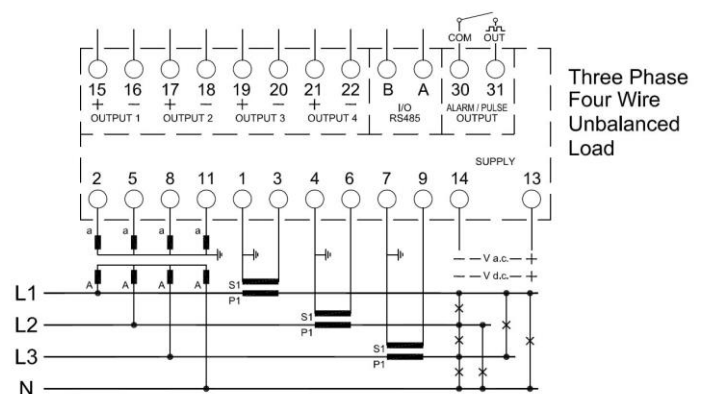 COM OUT
15 16 17 18 19 20 21 22 B A 30 31
+ − + − + − + −
OUTPUT 1 OUTPUT 2 OUTPUT 3 OUTPUT 4 I/O RS485 ALARM / PULSE OUTPUT
Three Phase
Four Wire
Unbalanced
Load
SUPPLY
2 5 8 11 1 3 4 6 7 9 14 13
a a a a
V a.c. +
V d.c. +
A A A A
L1 S1 P1
L2 S1 P1
L3 S1 P1
N